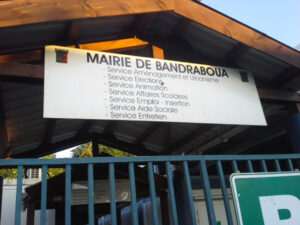 MAIRIE DE BANDRABOUA
- Service Aménagement et Urbanisme
- Service Elections
- Service Animation
- Service Affaires Scolaires
- Service Emploi - Insertion
- Service Aide Sociale
- Service Entretien
P